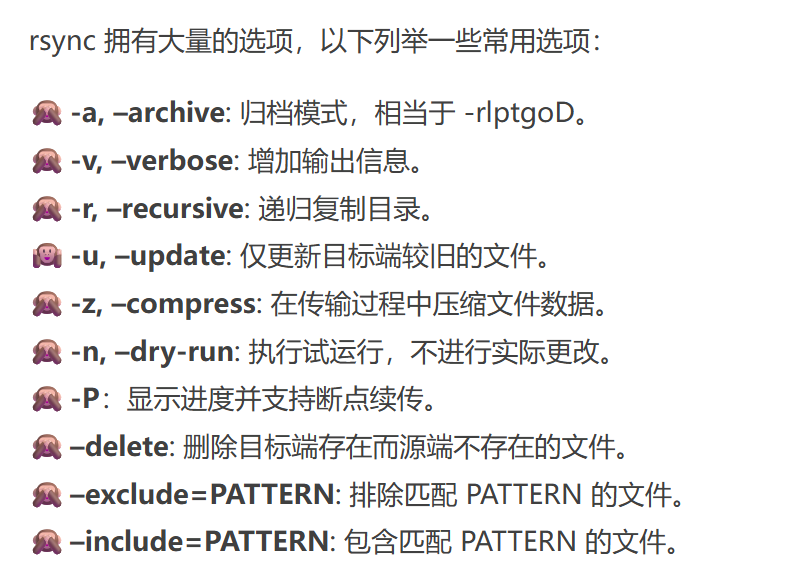 rsync 拥有大量的选项，以下列举一些常用选项：
🙈 -a, –archive: 归档模式，相当于 -rlptgoD。
🙈 -v, –verbose: 增加输出信息。
🙈 -r, –recursive: 递归复制目录。
🙉 -u, –update: 仅更新目标端较旧的文件。
🙈 -z, –compress: 在传输过程中压缩文件数据。
🙈 -n, –dry-run: 执行试运行，不进行实际更改。
🙈 -P：显示进度并支持断点续传。
🙈 –delete: 删除目标端存在而源端不存在的文件。
🙈 –exclude=PATTERN: 排除匹配 PATTERN 的文件。
🙈 –include=PATTERN: 包含匹配 PATTERN 的文件。